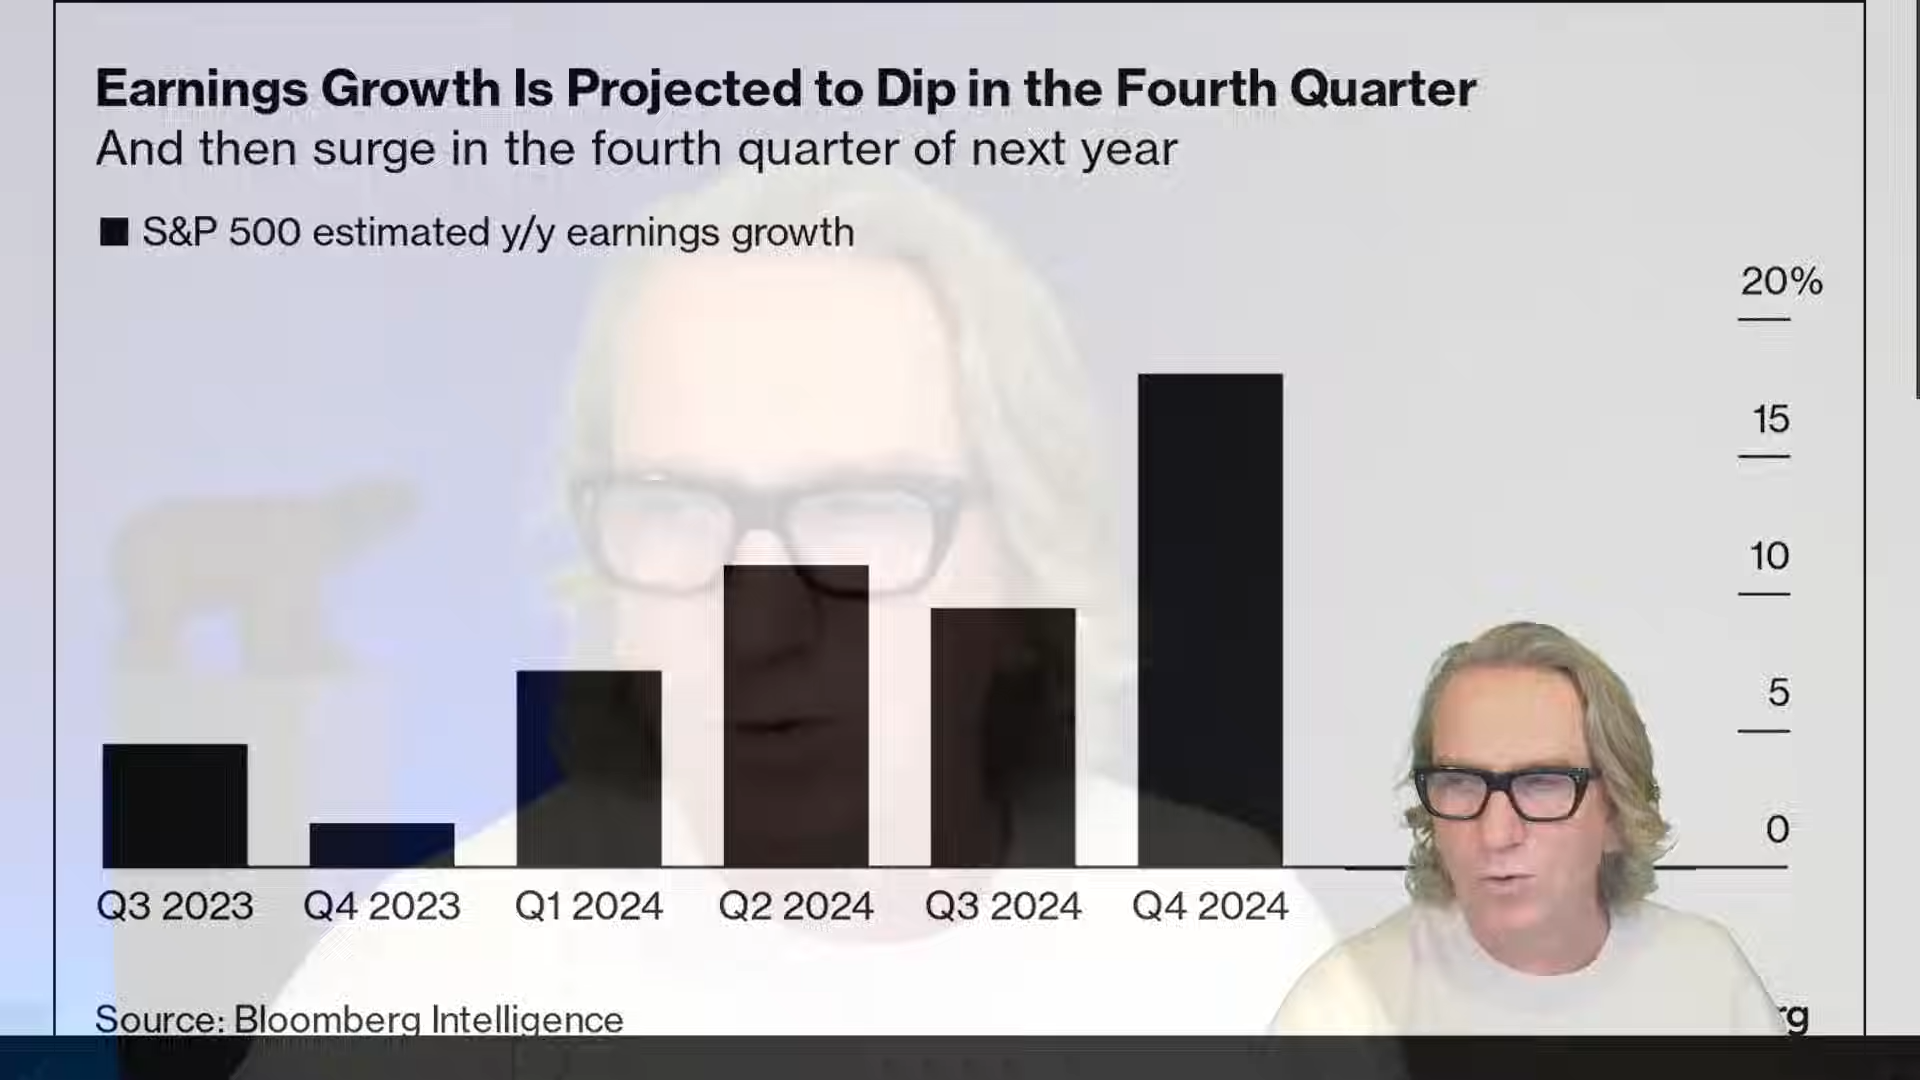 Earnings Growth Is Projected to Dip in the Fourth Quarter
And then surge in the fourth quarter of next year
S&P 500 estimated y/y earnings growth
20%
15
10
5
0
Q3 2023 Q4 2023 Q1 2024 Q2 2024 Q3 2024 Q4 2024
Source: Bloomberg Intelligence